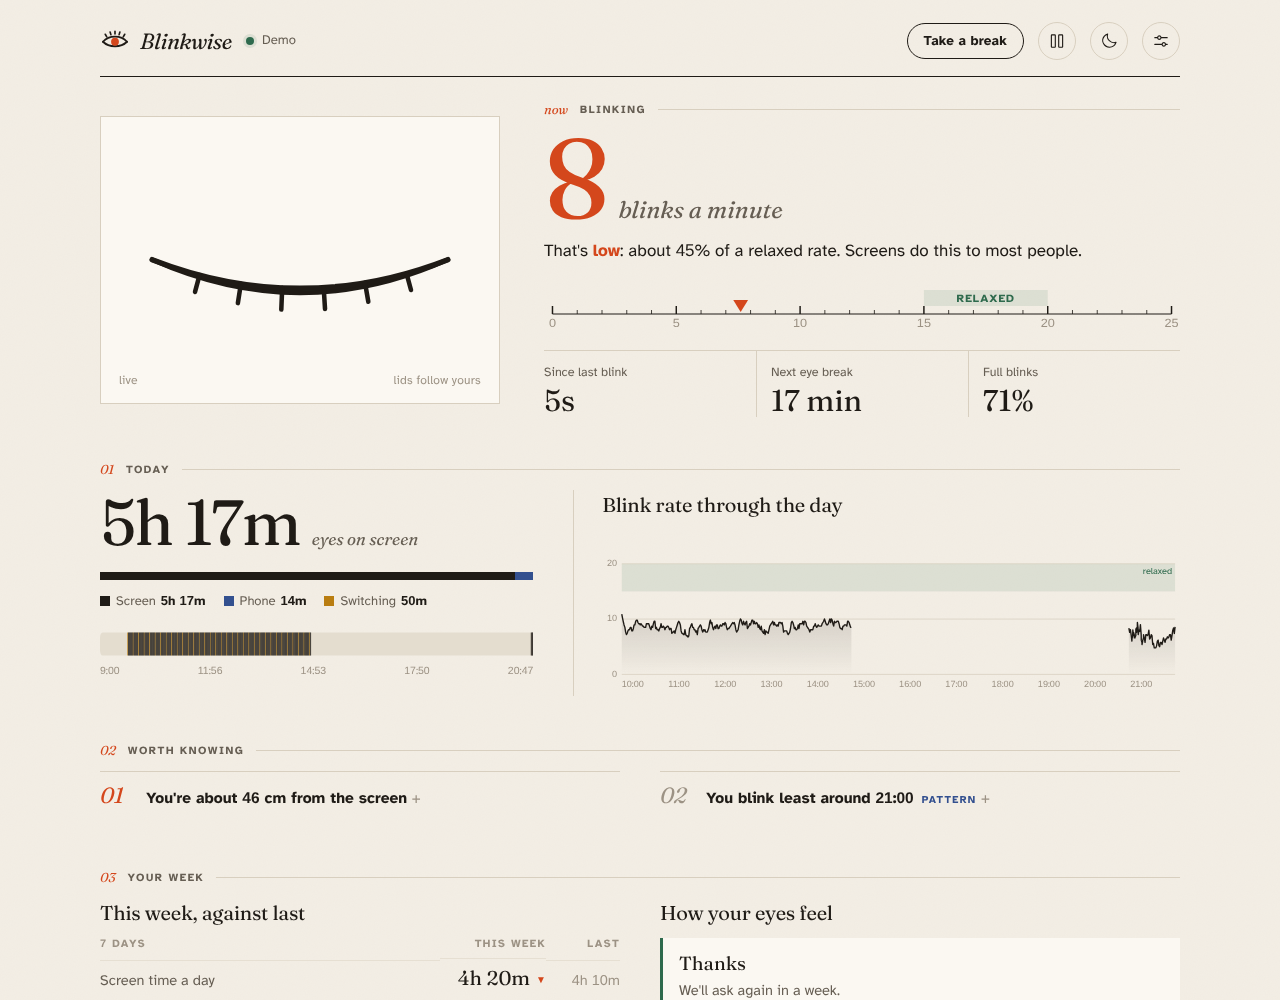 Blinkwise Demo Take a break
now BLINKING
8 blinks a minute
That's low: about 45% of a relaxed rate. Screens do this to most people.
RELAXED
0 5 10 15 20 25
live lids follow yours
Since last blink Next eye break Full blinks
5s 17 min 71%
01 TODAY
5h 17m eyes on screen
Screen 5h 17m Phone 14m Switching 50m
9:00 11:56 14:53 17:50 20:47
Blink rate through the day
20
relaxed
10
0
10:00 11:00 12:00 13:00 14:00 15:00 16:00 17:00 18:00 19:00 20:00 21:00
02 WORTH KNOWING
01 You're about 46 cm from the screen +
02 You blink least around 21:00 PATTERN +
03 YOUR WEEK
This week, against last
7 DAYS THIS WEEK LAST
Screen time a day 4h 20m ▼ 4h 10m
How your eyes feel
Thanks
We'll ask again in a week.